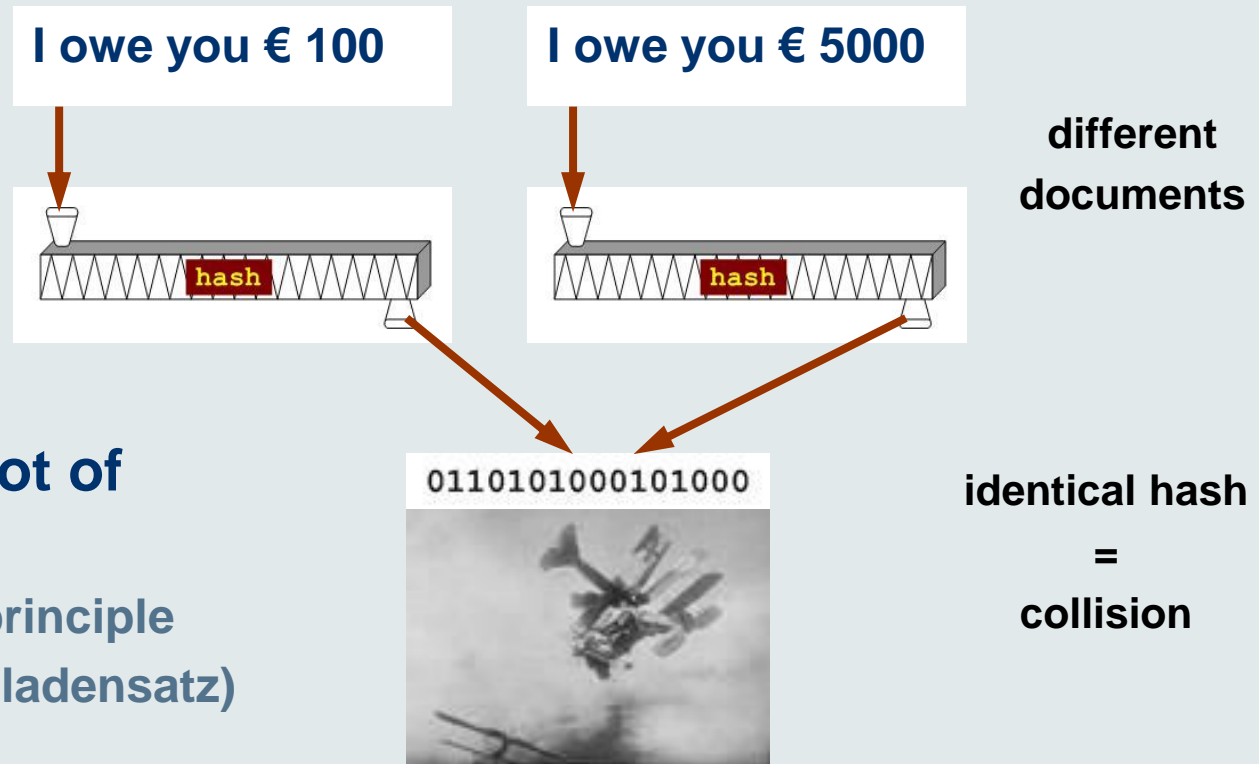 I owe you € 100
I owe you € 5000
different
documents
hash
hash
ot of
0110101000101000
identical hash
=
collision
principle
ladensatz)